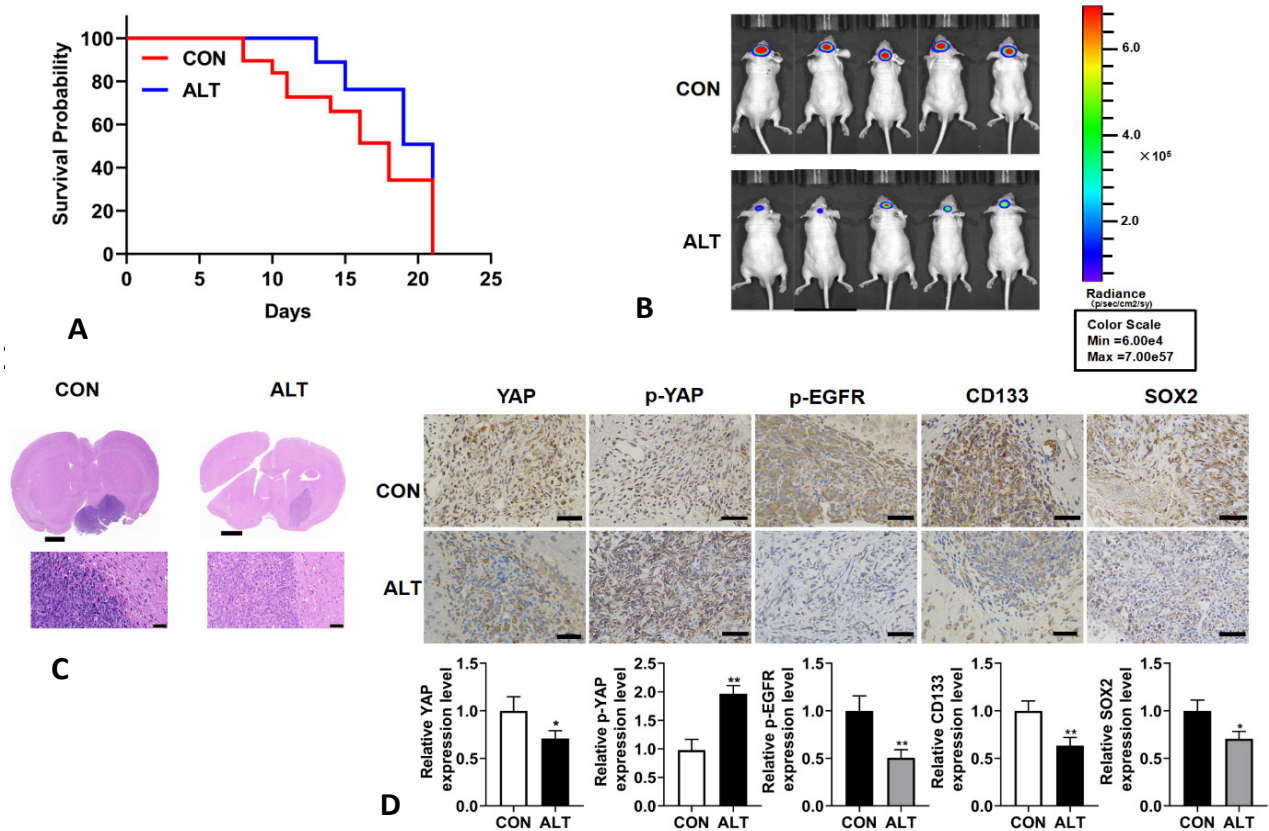 100
80
60
40
20
0
Survival Probability
CON
ALT
0 5 10 15 20 25
Days
A
CON
ALT
B
6.0
4.0
×10⁵
2.0
Radiance
(p/sec/cm2/sy)
Color Scale
Min =6.00e4
Max =7.00e57
CON ALT
C
YAP p-YAP p-EGFR CD133 SOX2
CON
ALT
Relative YAP
expression level
1.5
1.0
0.5
0.0
*
CON ALT
Relative p-YAP
expression level
2.5
2.0
1.5
1.0
0.5
0.0
**
CON ALT
Relative p-EGFR
expression level
1.5
1.0
0.5
0.0
**
CON ALT
Relative CD133
expression level
1.5
1.0
0.5
0.0
**
CON ALT
Relative SOX2
expression level
1.5
1.0
0.5
0.0
*
CON ALT
D